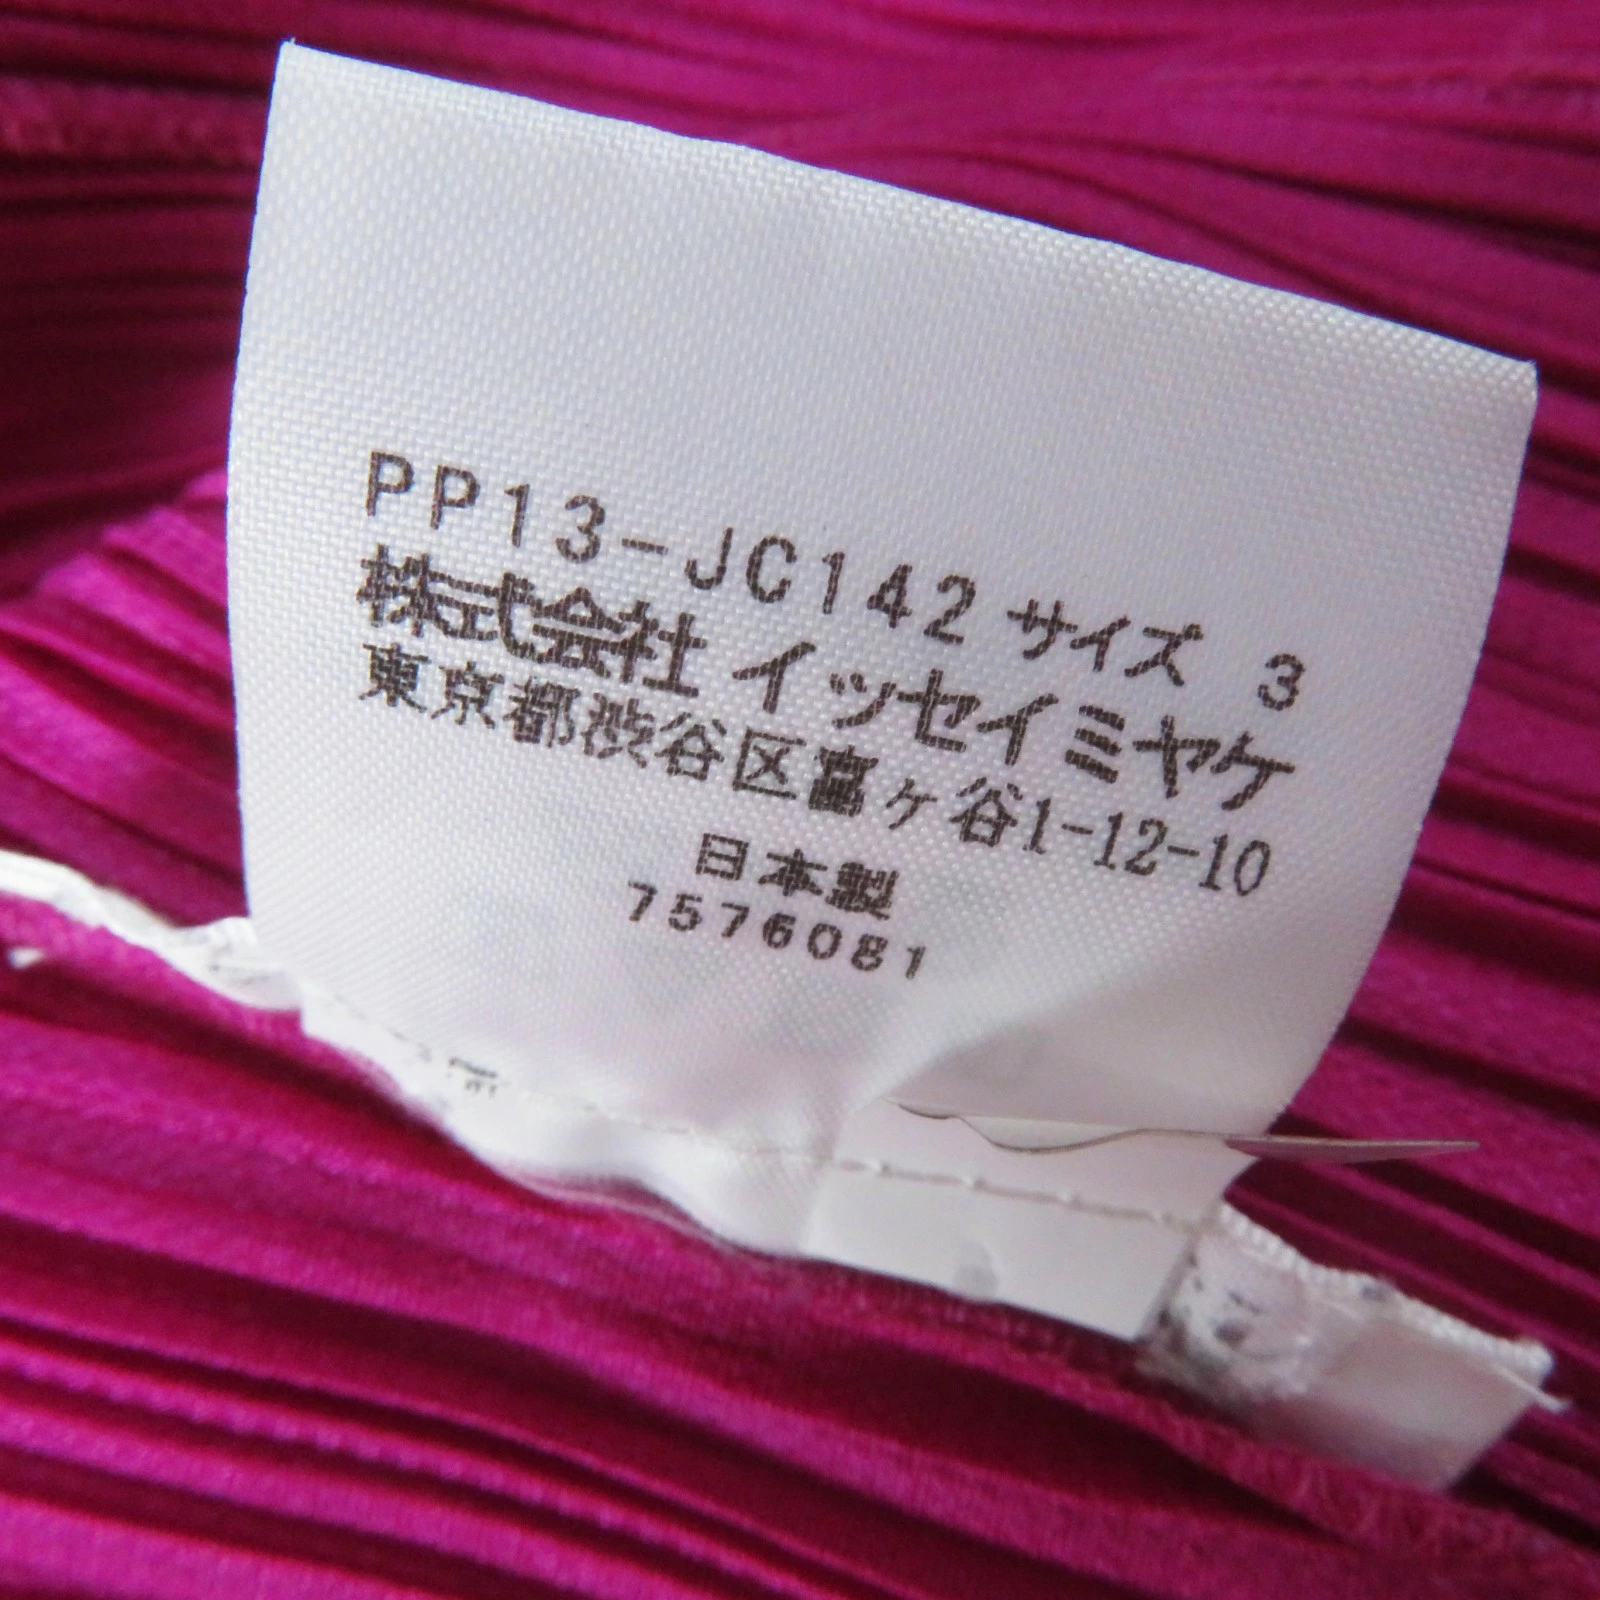 PP13-JC142 サイズ 3
株式会社 イッセイミヤケ
東京都渋谷区富ヶ谷1-12-10
日本製
7576081